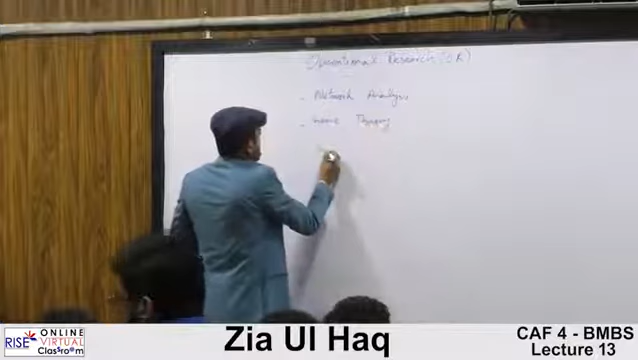 Operational Research (OR)
- Network Analysis
- Game Theory
RISE ONLINE VIRTUAL Classroom
Zia Ul Haq
CAF 4 - BMBS
Lecture 13